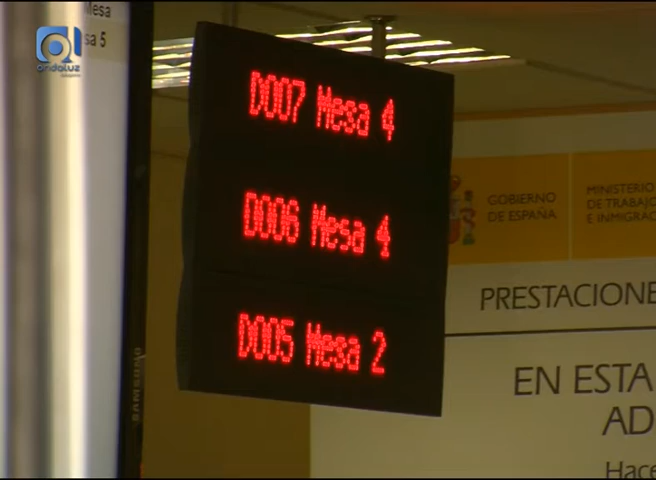 Mesa
sa 5
andaluz
D007 Mesa 4
D006 Mesa 4
D005 Mesa 2
GOBIERNO
DE ESPAÑA
MINISTERIO
DE TRABAJO
E INMIGRAC
PRESTACION
EN ESTA
AD
Hace
SAMSUNG